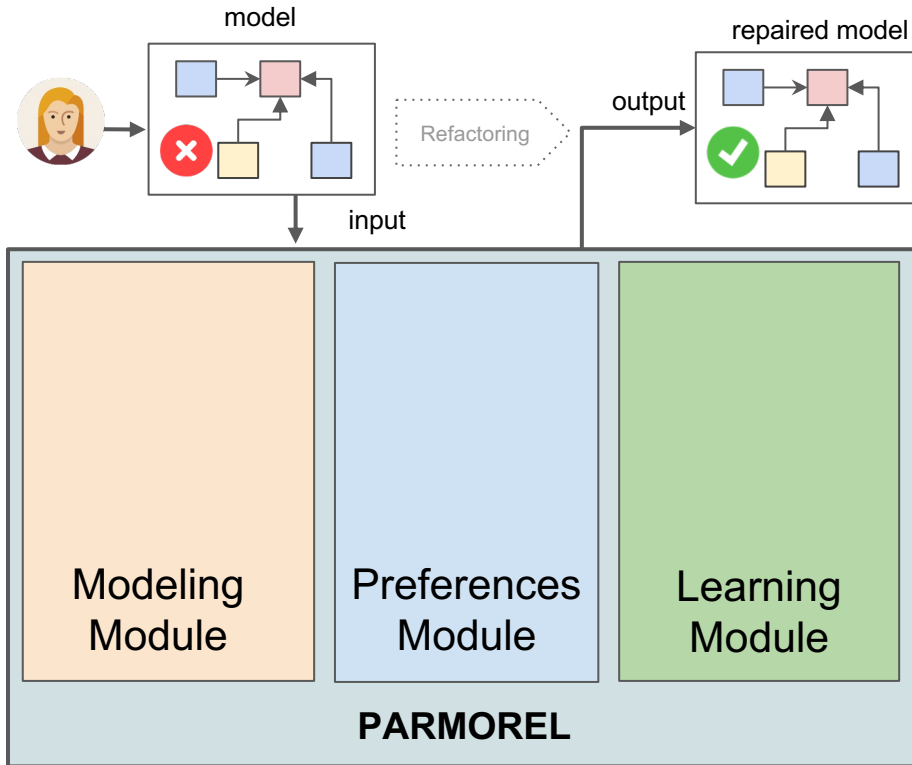 model
repaired model
output
Refactoring
input
Modeling
Module
Preferences
Module
Learning
Module
PARMOREL